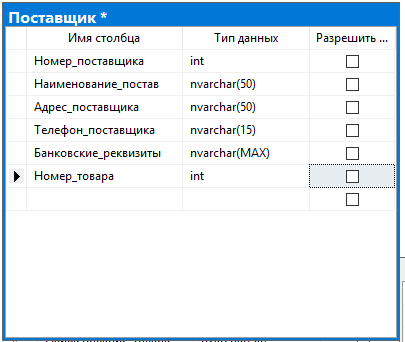 Поставщик *
Имя столбца Тип данных Разрешить ...
Номер_поставщика int
Наименование_постав nvarchar(50)
Адрес_поставщика nvarchar(50)
Телефон_поставщика nvarchar(15)
Банковские_реквизиты nvarchar(MAX)
Номер_товара int